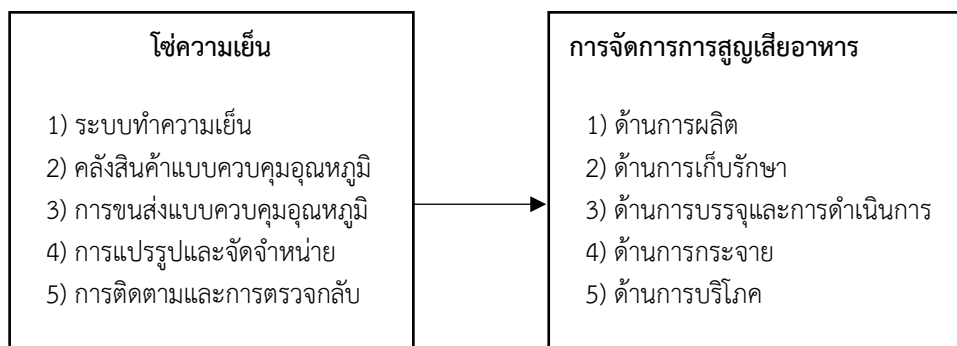 โซ่ความเย็น
1) ระบบทำความเย็น
2) คลังสินค้าแบบควบคุมอุณหภูมิ
3) การขนส่งแบบควบคุมอุณหภูมิ
4) การแปรรูปและจัดจำหน่าย
5) การติดตามและการตรวจกลับ
การจัดการการสูญเสียอาหาร
1) ด้านการผลิต
2) ด้านการเก็บรักษา
3) ด้านการบรรจุและการดำเนินการ
4) ด้านการกระจาย
5) ด้านการบริโภค